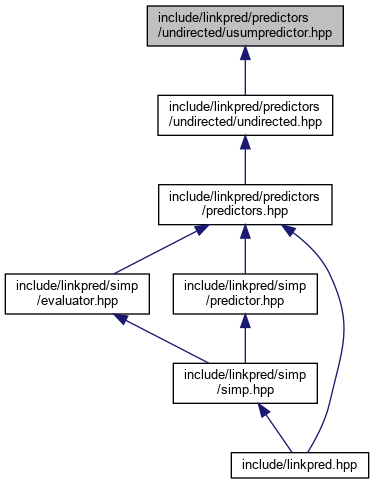 include/linkpred/predictors
/undirected/usumpredictor.hpp
include/linkpred/predictors
/undirected/undirected.hpp
include/linkpred/predictors
/predictors.hpp
include/linkpred/simp
/evaluator.hpp
include/linkpred/simp
/predictor.hpp
include/linkpred/simp
/simp.hpp
include/linkpred.hpp